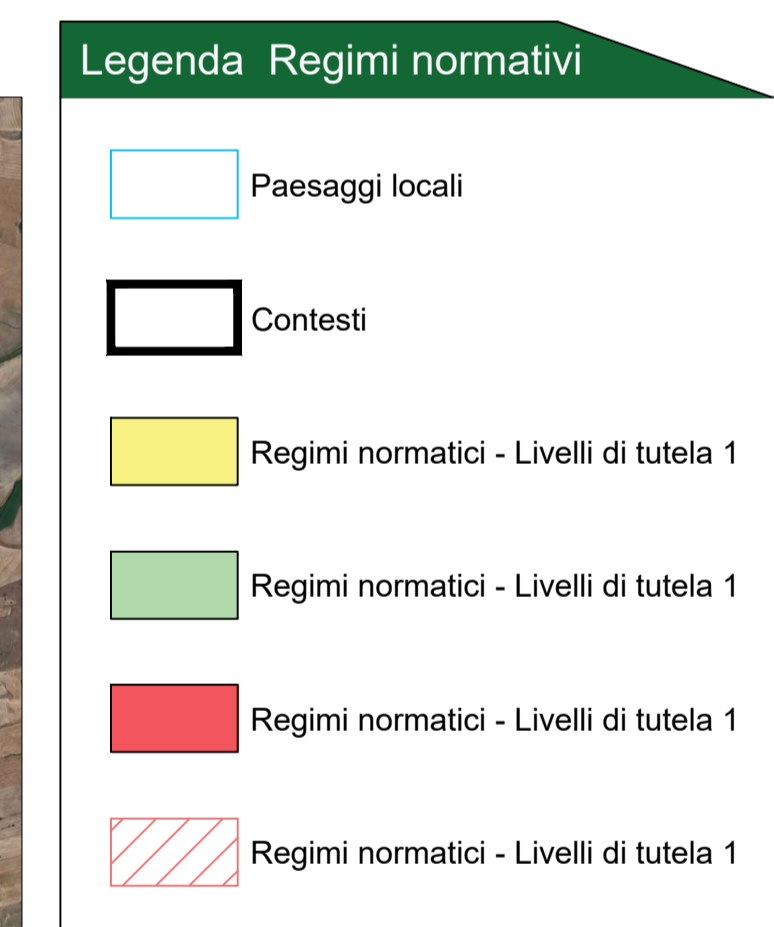 Legenda Regimi normativi
Paesaggi locali
Contesti
Regimi normatici - Livelli di tutela 1
Regimi normatici - Livelli di tutela 1
Regimi normatici - Livelli di tutela 1
Regimi normatici - Livelli di tutela 1